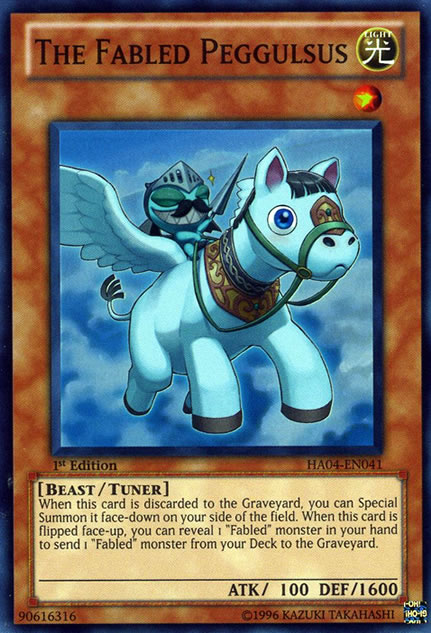 THE FABLED PEGGULSUS
LIGHT
光
1st Edition
HA04-EN041
[BEAST/TUNER]
When this card is discarded to the Graveyard, you can Special
Summon it face-down on your side of the field. When this card is
flipped face-up, you can reveal 1 "Fabled" monster in your hand
to send 1 "Fabled" monster from your Deck to the Graveyard.
ATK/ 100 DEF/1600
90616316
©1996 KAZUKI TAKAHASHI